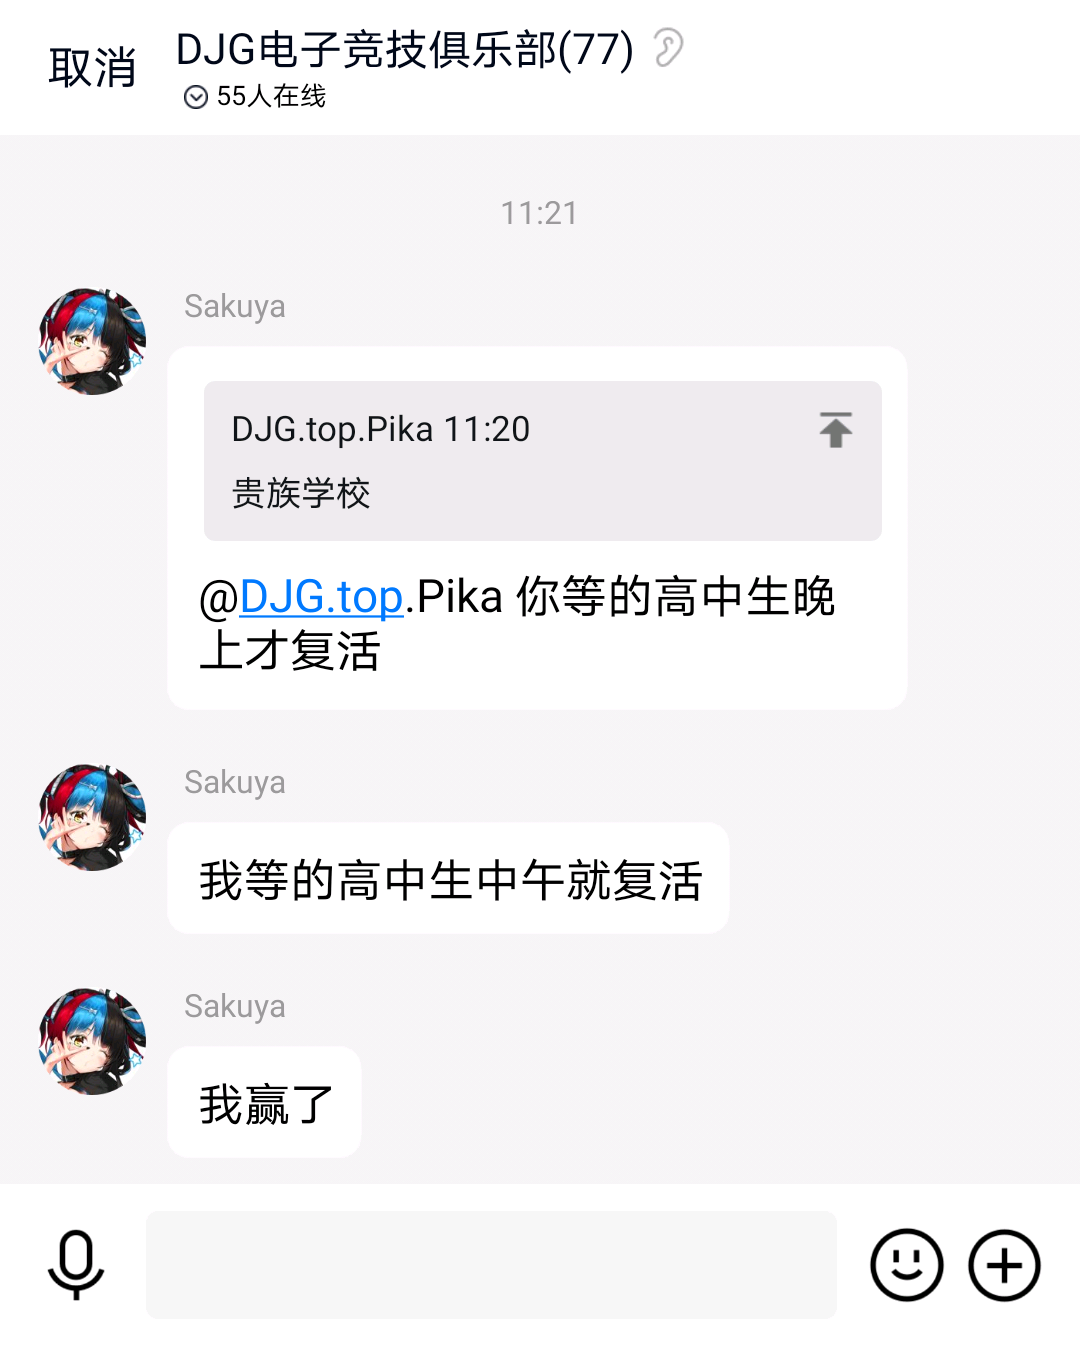 取消
DJG电子竞技俱乐部(77)
55人在线
11:21
Sakuya
DJG.top.Pika 11:20
贵族学校
@DJG.top.Pika 你等的高中生晚
上才复活
Sakuya
我等的高中生中午就复活
Sakuya
我赢了